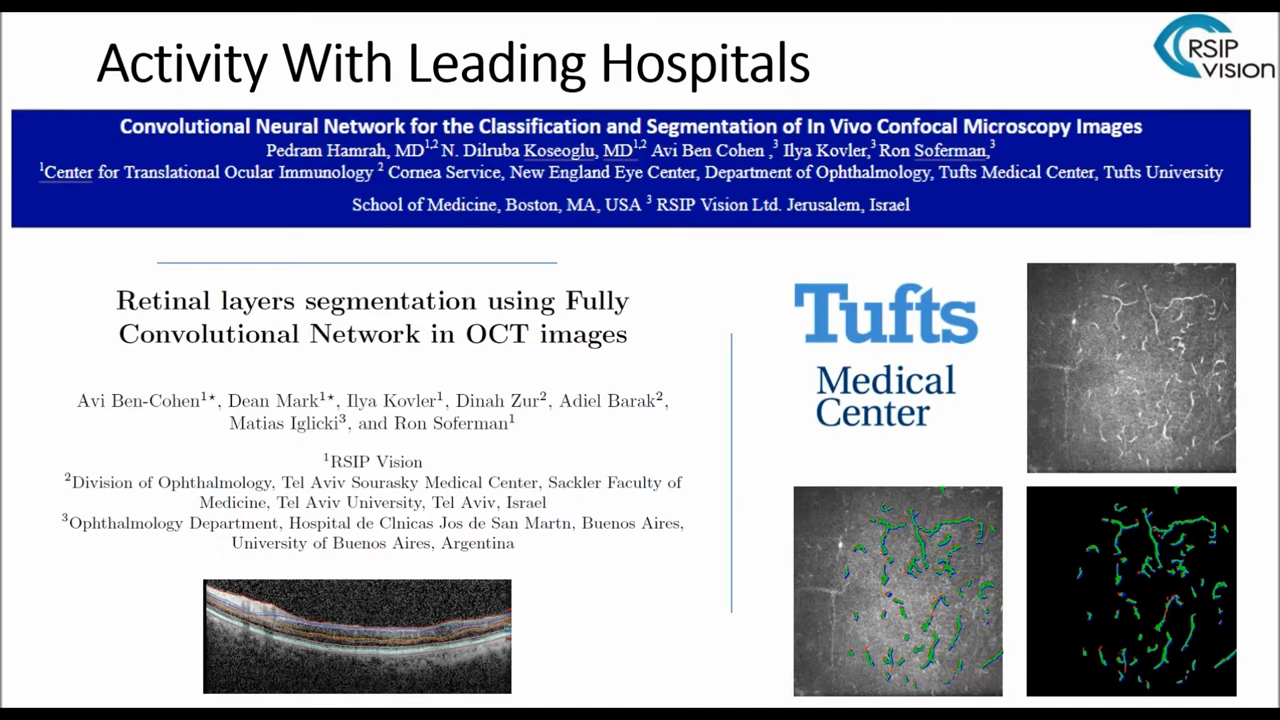 Activity With Leading Hospitals
RSIP
VISION
Convolutional Neural Network for the Classification and Segmentation of In Vivo Confocal Microscopy Images
Pedram Hamrah, MD1,2 N. Dilruba Koseoglu, MD1,2 Avi Ben Cohen ,3 Ilya Kovler,3 Ron Soferman,3
1Center for Translational Ocular Immunology 2 Cornea Service, New England Eye Center, Department of Ophthalmology, Tufts Medical Center, Tufts University
School of Medicine, Boston, MA, USA 3 RSIP Vision Ltd. Jerusalem, Israel
Retinal layers segmentation using Fully
Convolutional Network in OCT images
Avi Ben-Cohen1⋆, Dean Mark1⋆, Ilya Kovler1, Dinah Zur2, Adiel Barak2,
Matias Iglicki3, and Ron Soferman1
1RSIP Vision
2Division of Ophthalmology, Tel Aviv Sourasky Medical Center, Sackler Faculty of
Medicine, Tel Aviv University, Tel Aviv, Israel
3Ophthalmology Department, Hospital de Clnicas Jos de San Martn, Buenos Aires,
University of Buenos Aires, Argentina
Tufts
Medical
Center